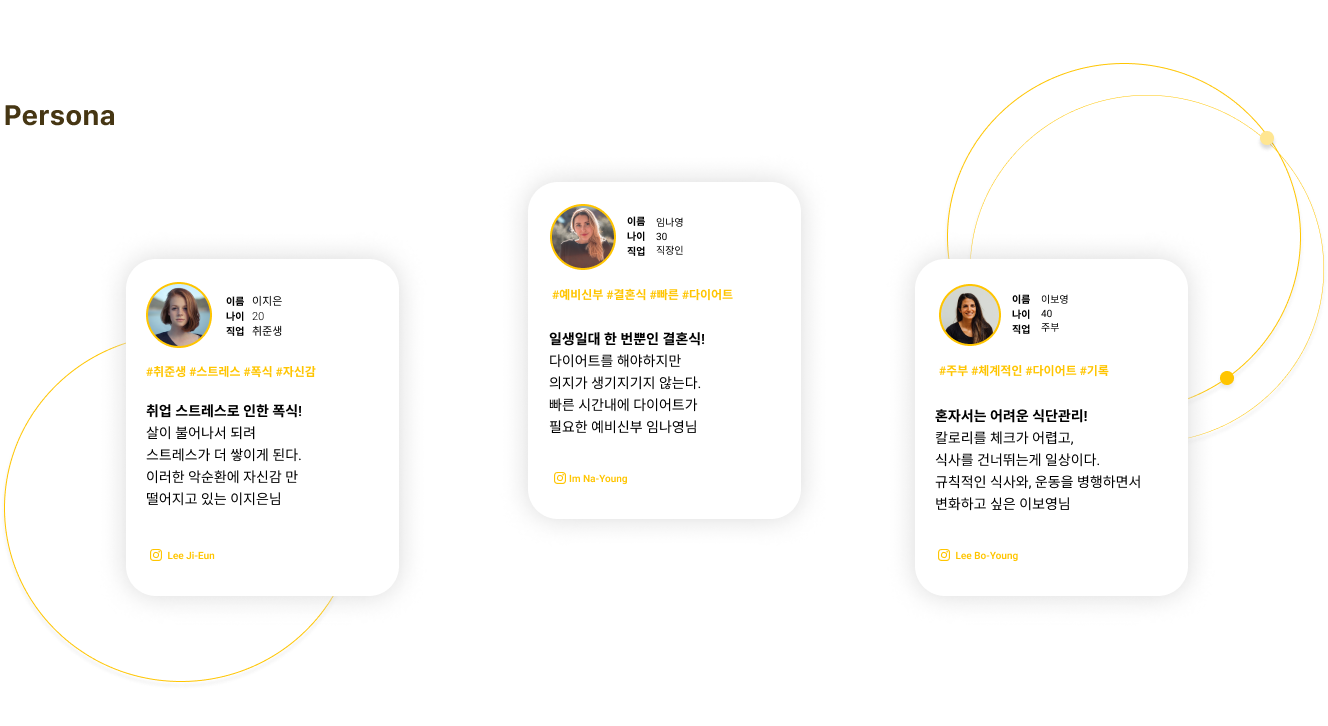 Persona
이름 이지은
나이 20
직업 취준생
#취준생 #스트레스 #폭식 #자신감
취업 스트레스로 인한 폭식!
살이 불어나서 되려
스트레스가 더 쌓이게 된다.
이러한 악순환에 자신감 만
떨어지고 있는 이지은님
Lee Ji-Eun
이름 임나영
나이 30
직업 직장인
#예비신부 #결혼식 #빠른 #다이어트
일생일대 한 번뿐인 결혼식!
다이어트를 해야하지만
의지가 생기지기지 않는다.
빠른 시간내에 다이어트가
필요한 예비신부 임나영님
Im Na-Young
이름 이보영
나이 40
직업 주부
#주부 #체계적인 #다이어트 #기록
혼자서는 어려운 식단관리!
칼로리를 체크가 어렵고,
식사를 건너뛰는게 일상이다.
규칙적인 식사와, 운동을 병행하면서
변화하고 싶은 이보영님
Lee Bo-Young